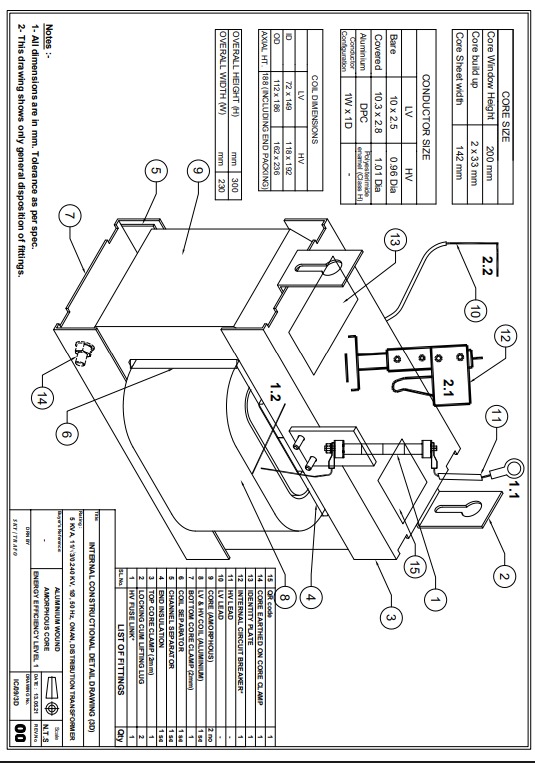 CORE SIZE
Core Window Height 200 mm
Core build up 2 x 33 mm
Core Sheet width 142 mm
CONDUCTOR SIZE
LV HV
Bare 10 x 2.5 0.96 Dia
Covered 10.3 x 2.8 1.01 Dia
Aluminium DPC Polyesterimide enamel (Class H)
Conductor Configuration 1W x 1D -
COIL DIMENSIONS
LV HV
ID 72 x 149 118 x 192
OD 112 x 186 162 x 236
AXIAL HT. 188 (INCLUDING END PACKING)
OVERALL HEIGHT (H) mm 300
OVERALL WIDTH (W) mm 230
Notes :-
1- All dimensions are in mm. Tolerance as per spec.
2- This drawing shows only general disposition of fittings.
2.2
10
12
2.1
11
1.1
2
13
9
5
7
14
6
1.2
15
1
3
4
8
15 QR code 1
14 CORE EARTHED ON CORE CLAMP 1
13 IDENTITY PLATE 1
12 INTERNAL CIRCUIT BREAKER* 1
11 HV LEAD -
10 LV LEAD -
9 CORE (AMORPHOUS) 2 no
8 LV & HV COIL (ALUMINIUM) 1 set
7 BOTTOM CORE CLAMP (2mm) 1
6 COIL SEPARATOR 1 set
5 CHANNEL SEPARATOR 1 set
4 END INSULATION 1 set
3 TOP CORE CLAMP (2mm) 1
2 LOCKING CUM LIFTING LUG 2
1 HV FUSE LINK* 1
SL.No. LIST OF FITTINGS Qty
Title:
INTERNAL CONSTRUCTIONAL DETAIL DRAWING (3D)
Rating:
5 KVA, 11/√3/0.240 KV, 1Ø, 50 Hz, ONAN, DISTRIBUTION TRANSFORMER
Buyer's Reference
-
ALUMINIUM WOUND
AMORPHOUS CORE
ENERGY EFFICIENCY LEVEL 1
Scale
N.T.S
DRN BY
DATE : 13.05.21
REV.No
DRAWING No.
IC/09/3D
00